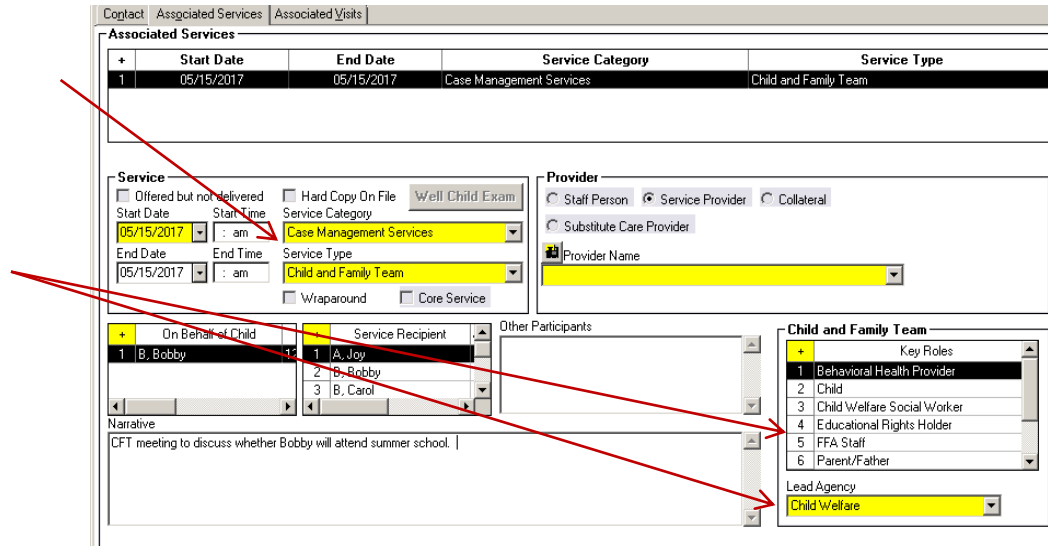 Contact Associated Services Associated Visits
Associated Services
+ Start Date End Date Service Category Service Type
1 05/15/2017 05/15/2017 Case Management Services Child and Family Team
Service
Offered but not delivered Hard Copy On File Well Child Exam
Start Date Start Time Service Category
05/15/2017 : am Case Management Services
End Date End Time Service Type
05/15/2017 : am Child and Family Team
Wraparound Core Service
Provider
Staff Person Service Provider Collateral
Substitute Care Provider
Provider Name
+ On Behalf of Child
1 B, Bobby
+ Service Recipient
1 A, Joy
2 B, Bobby
3 B, Carol
Other Participants
Child and Family Team
+ Key Roles
1 Behavioral Health Provider
2 Child
3 Child Welfare Social Worker
4 Educational Rights Holder
5 FFA Staff
6 Parent/Father
Lead Agency
Child Welfare
Narrative
CFT meeting to discuss whether Bobby will attend summer school.